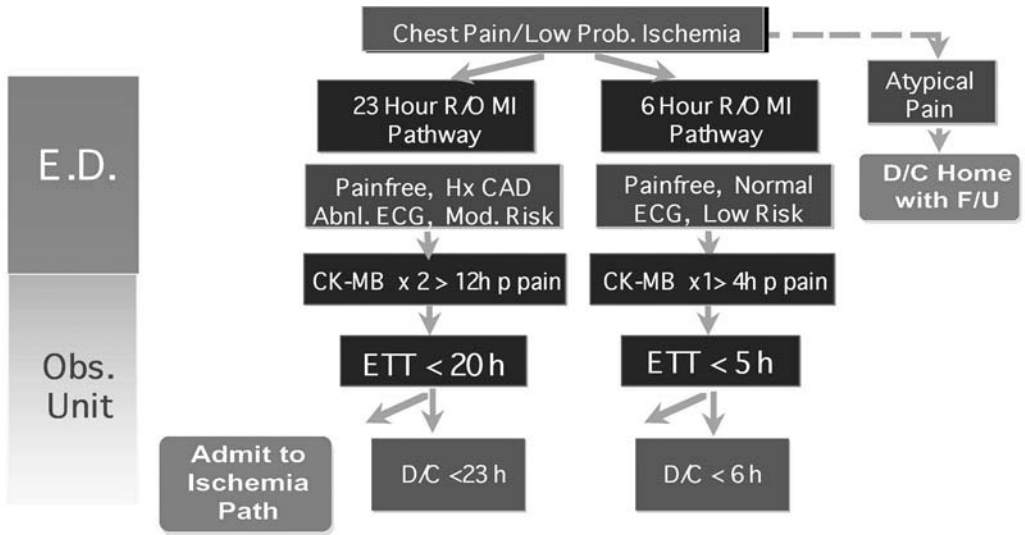 Chest Pain/Low Prob. Ischemia
E.D.
23 Hour R/O MI
Pathway
6 Hour R/O MI
Pathway
Atypical
Pain
Painfree, Hx CAD
Abnl. ECG, Mod. Risk
Painfree, Normal
ECG, Low Risk
D/C Home
with F/U
CK-MB x 2 > 12h p pain
CK-MB x1> 4h p pain
Obs.
Unit
ETT < 20 h
ETT < 5 h
Admit to
Ischemia
Path
D/C <23 h
D/C < 6 h